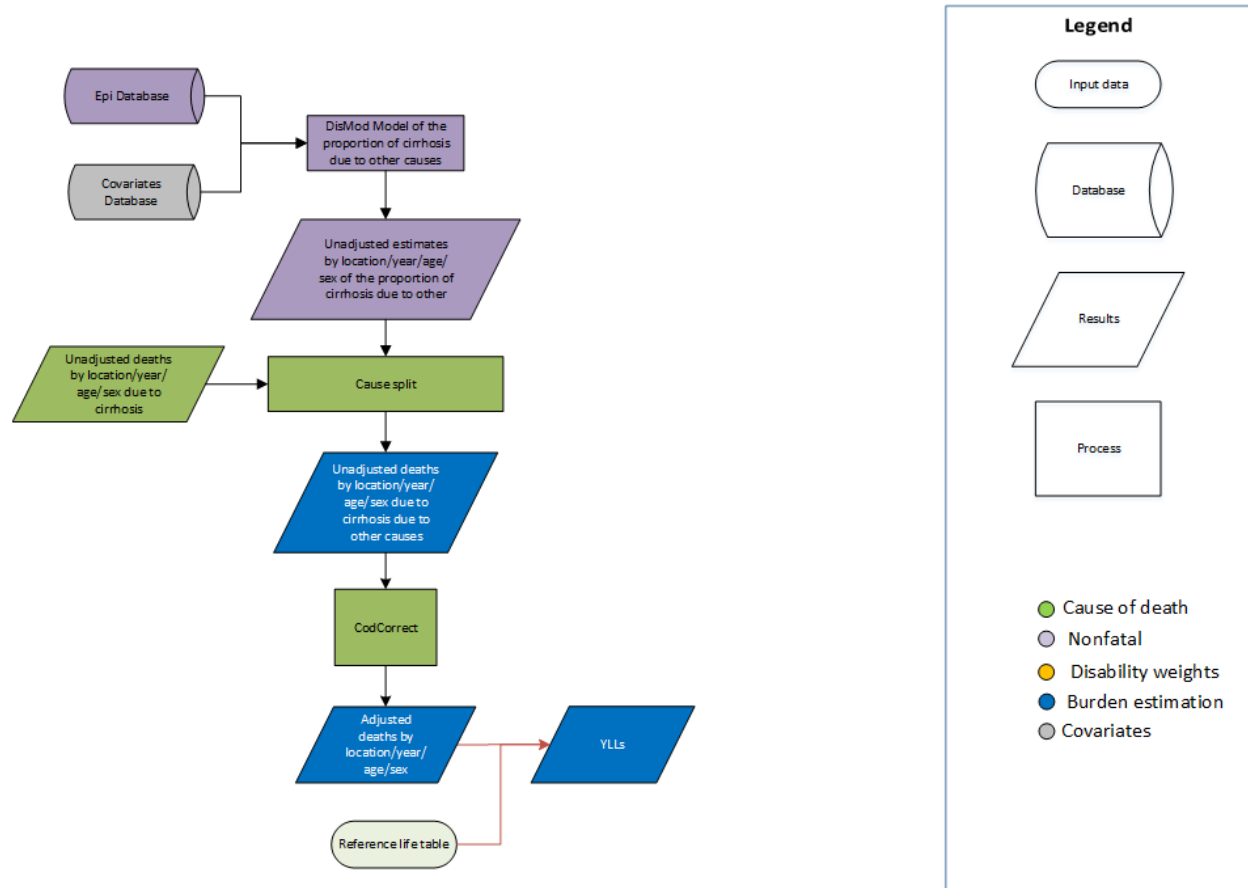 Epi Database
Covariates
Database
DisMod Model of the
proportion of cirrhosis
due to other causes
Unadjusted estimates
by location/year/age/
sex of the proportion of
cirrhosis due to other
Unadjusted deaths
by location/year/
age/sex due to
cirrhosis
Cause split
Unadjusted deaths
by location/year/
age/sex due to
cirrhosis due to
other causes
CodCorrect
Adjusted
deaths by
location/year/
age/sex
YLLs
Reference life table
Legend
Input data
Database
Results
Process
Cause of death
Nonfatal
Disability weights
Burden estimation
Covariates